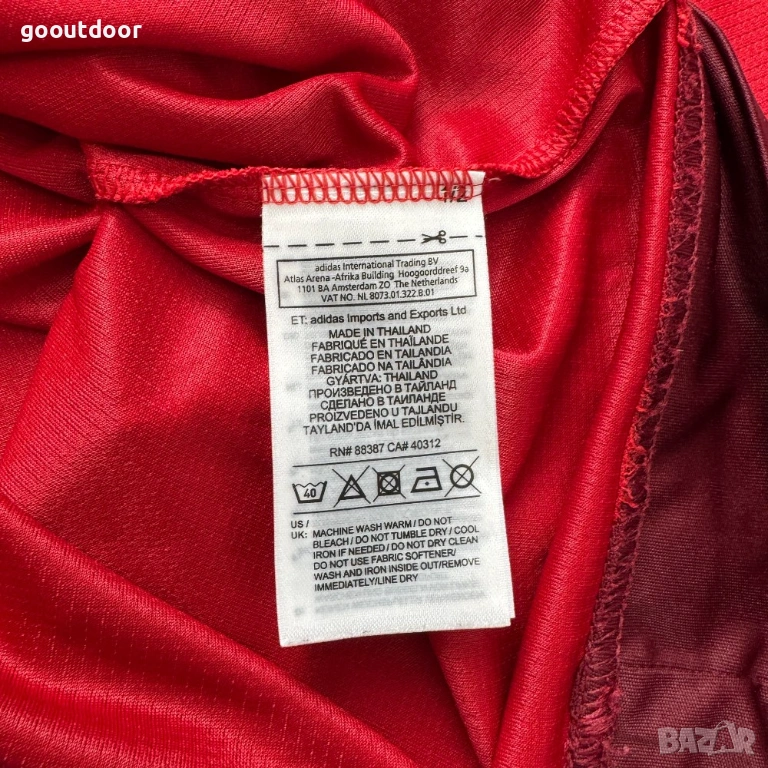 gooutdoor
adidas International Trading BV
Atlas Arena -Afrika Building Hoogoorddreef 9a
1101 BA Amsterdam ZO The Netherlands
VAT NO. NL 8073.01.322.B.01
ET: adidas Imports and Exports Ltd
MADE IN THAILAND
FABRIQUÉ EN THAÏLANDE
FABRICADO EN TAILANDIA
FABRICADO NA TAILÂNDIA
GYÁRTVA: THAILAND
ПРОИЗВЕДЕНО В ТАЙЛАНД
СДЕЛАНО В ТАИЛАНДЕ
PROIZVEDENO U TAJLANDU
TAYLAND'DA İMAL EDİLMİŞTİR.
RN# 88387 CA# 40312
40
US /
UK: MACHINE WASH WARM / DO NOT
BLEACH / DO NOT TUMBLE DRY / COOL
IRON IF NEEDED / DO NOT DRY CLEAN
DO NOT USE FABRIC SOFTENER/
WASH AND IRON INSIDE OUT/REMOVE
IMMEDIATELY/LINE DRY
BAZAR